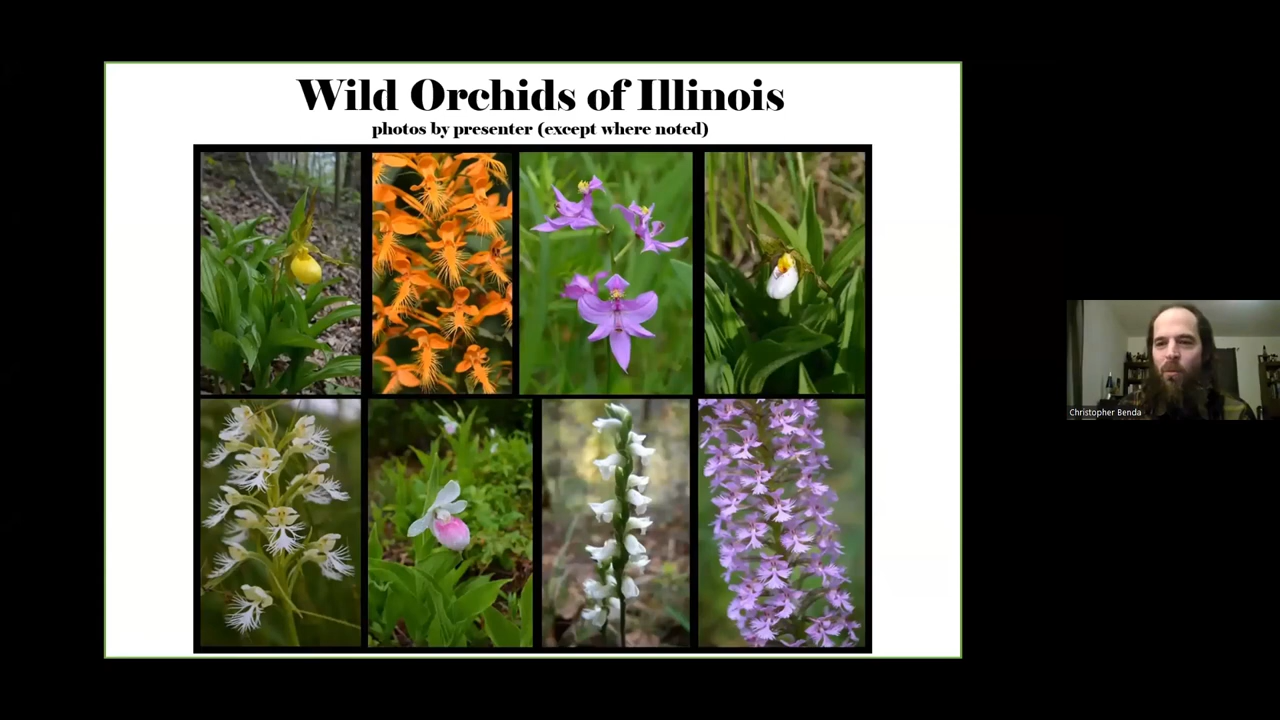 Wild Orchids of Illinois
photos by presenter (except where noted)
Christopher Benda